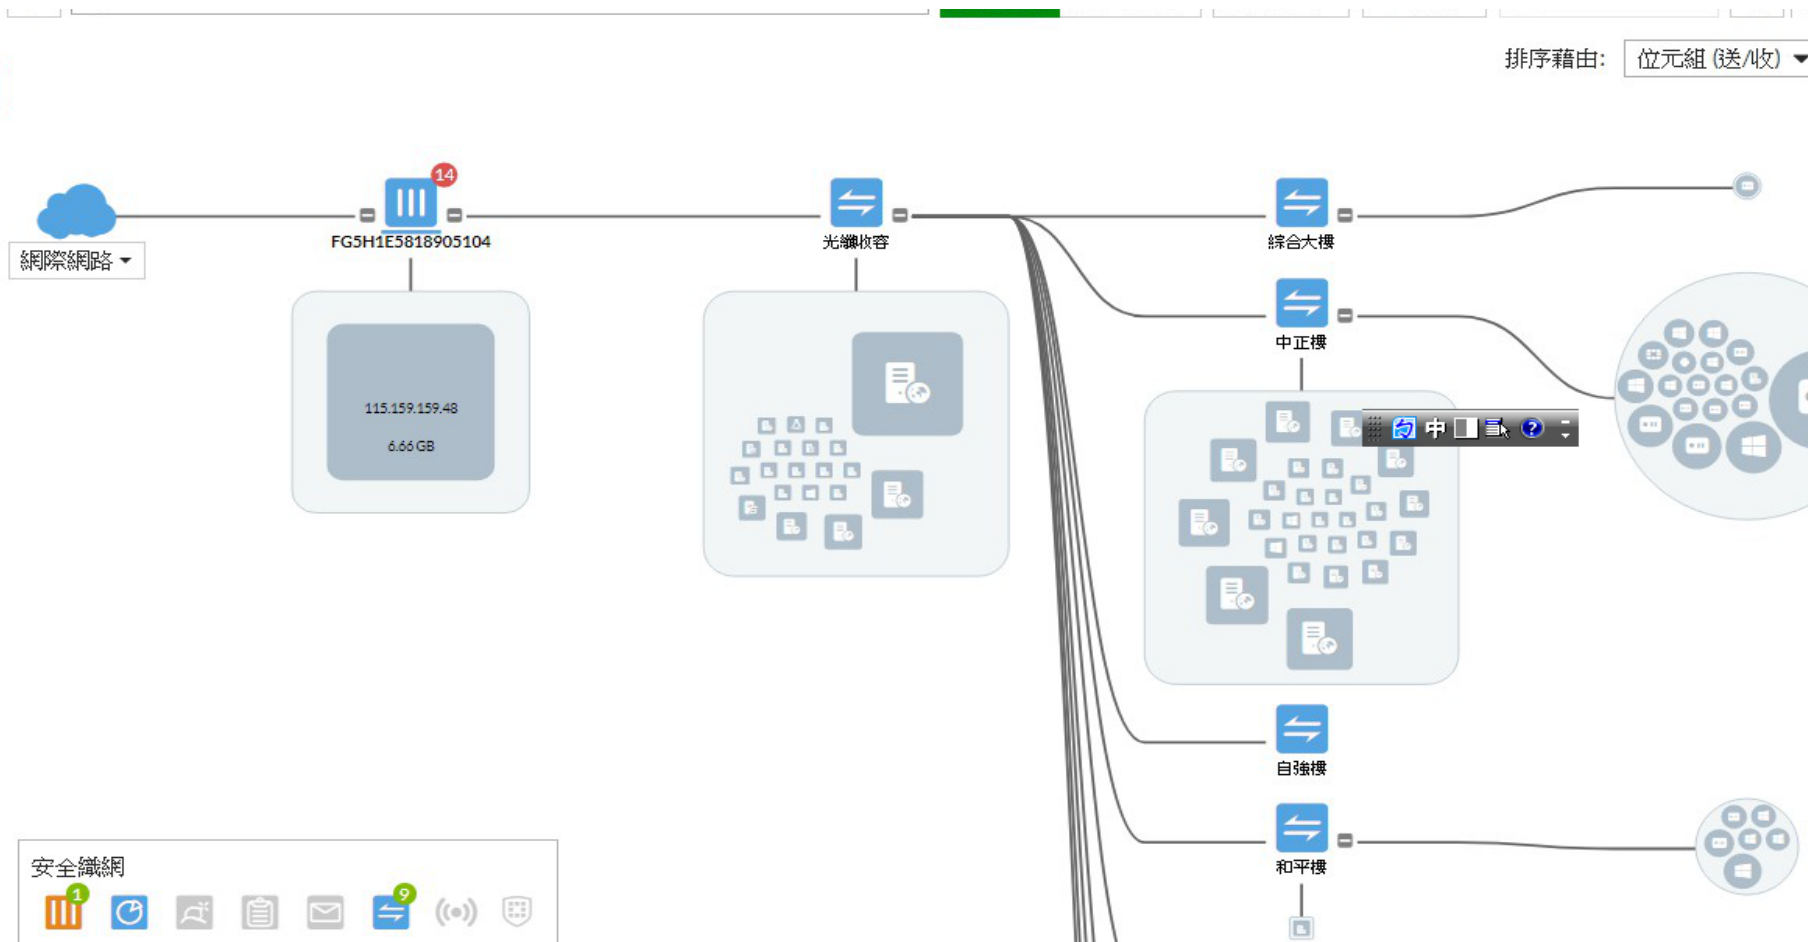 排序藉由:
位元組 (送/收)
14
FG5H1E5818905104
光纖收容
綜合大樓
網際網路
中正樓
115.159.159.48
6.66 GB
中
自強樓
和平樓
安全織網
1
9